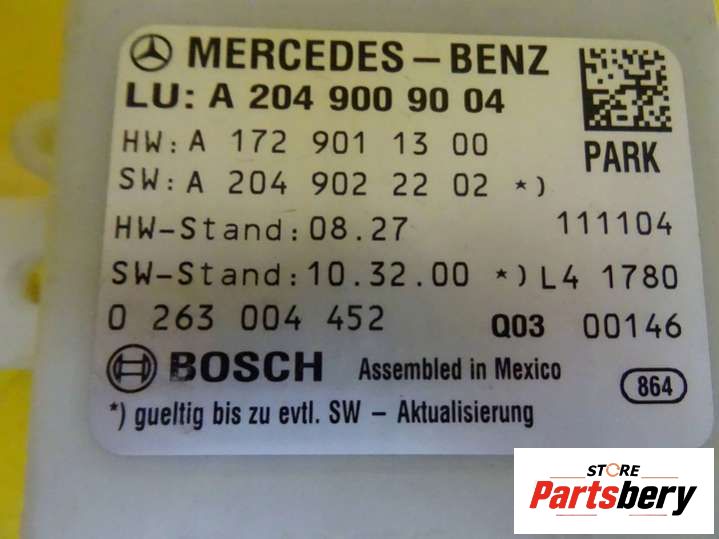 MERCEDES-BENZ
LU: A 204 900 90 04
HW: A 172 901 13 00
PARK
SW: A 204 902 22 02 *)
HW-Stand: 08.27 111104
SW-Stand: 10.32.00 *) L4 1780
0 263 004 452 Q03 00146
BOSCH Assembled in Mexico 864
*) gueltig bis zu evtl. SW - Aktualisierung
STORE
Partsbery